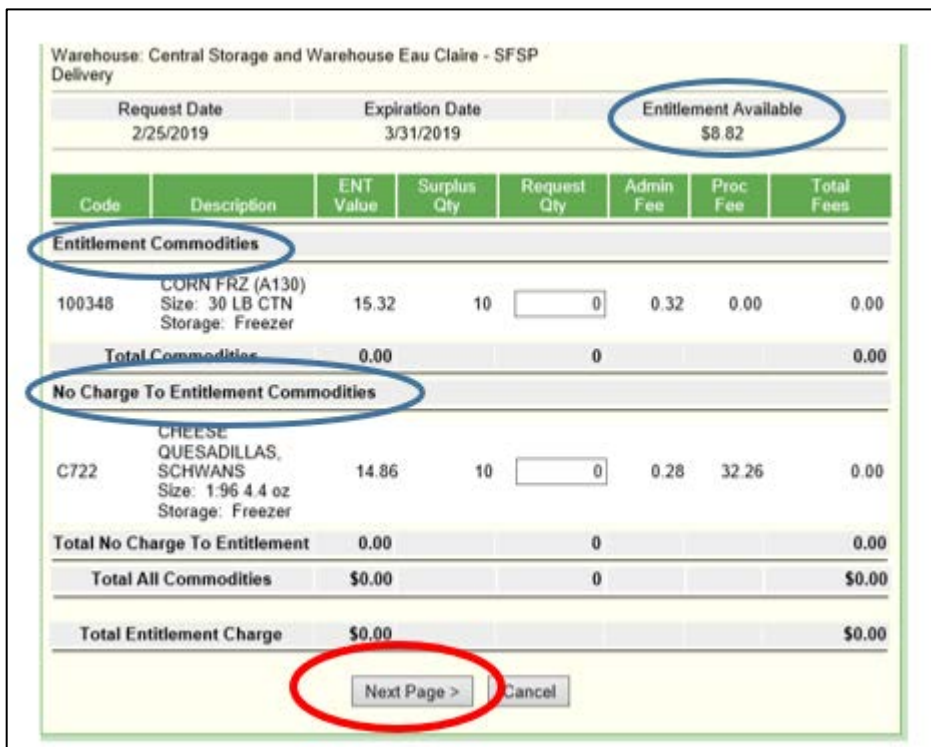 Warehouse: Central Storage and Warehouse Eau Claire - SFSP
Delivery
Request Date Expiration Date Entitlement Available
2/25/2019 3/31/2019 $8.82
Code Description ENT Value Surplus Qty Request Qty Admin Fee Proc Fee Total Fees
Entitlement Commodities
CORN FRZ (A130)
100348 Size: 30 LB CTN 15.32 10 0 0.32 0.00 0.00
Storage: Freezer
Total Commodities 0.00 0 0.00
No Charge To Entitlement Commodities
CHEESE
QUESADILLAS,
C722 SCHWANS 14.86 10 0 0.28 32.26 0.00
Size: 1:96 4.4 oz
Storage: Freezer
Total No Charge To Entitlement 0.00 0 0.00
Total All Commodities $0.00 0 $0.00
Total Entitlement Charge $0.00 $0.00
Next Page > Cancel